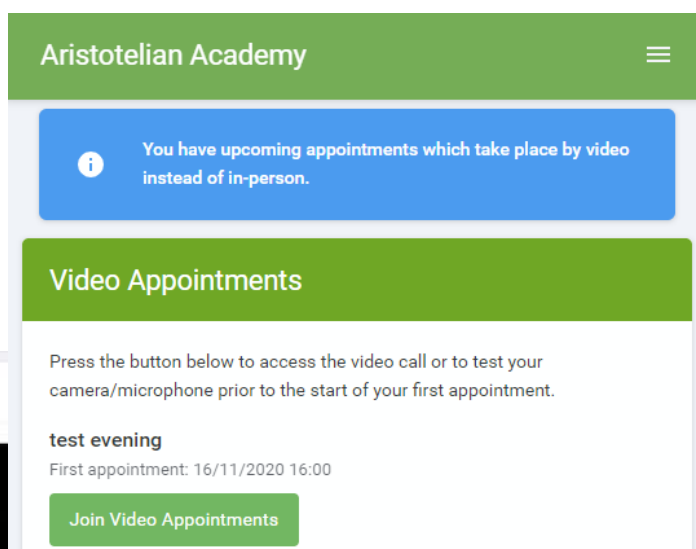 Aristotelian Academy
You have upcoming appointments which take place by video
instead of in-person.
Video Appointments
Press the button below to access the video call or to test your
camera/microphone prior to the start of your first appointment.
test evening
First appointment: 16/11/2020 16:00
Join Video Appointments